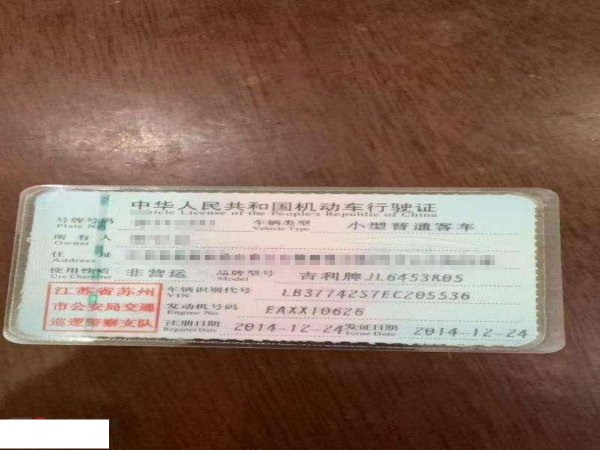 中华人民共和国机动车行驶证
Vehicle License of the People's Republic of China
号牌号码 车辆类型 小型普通客车
Plate No. Vehicle Type
所有人
Owner
住址
Address
使用性质 非营运 品牌型号 吉利牌JL6453R05
Use Character Model
江苏省苏州 车辆识别代号 LB37742S7EC205536
VIN
市公安局交通 发动机号码 EAXX10626
Engine No.
巡逻警察支队 注册日期 2014-12-24 发证日期 2014-12-24
Register Date Issue Date